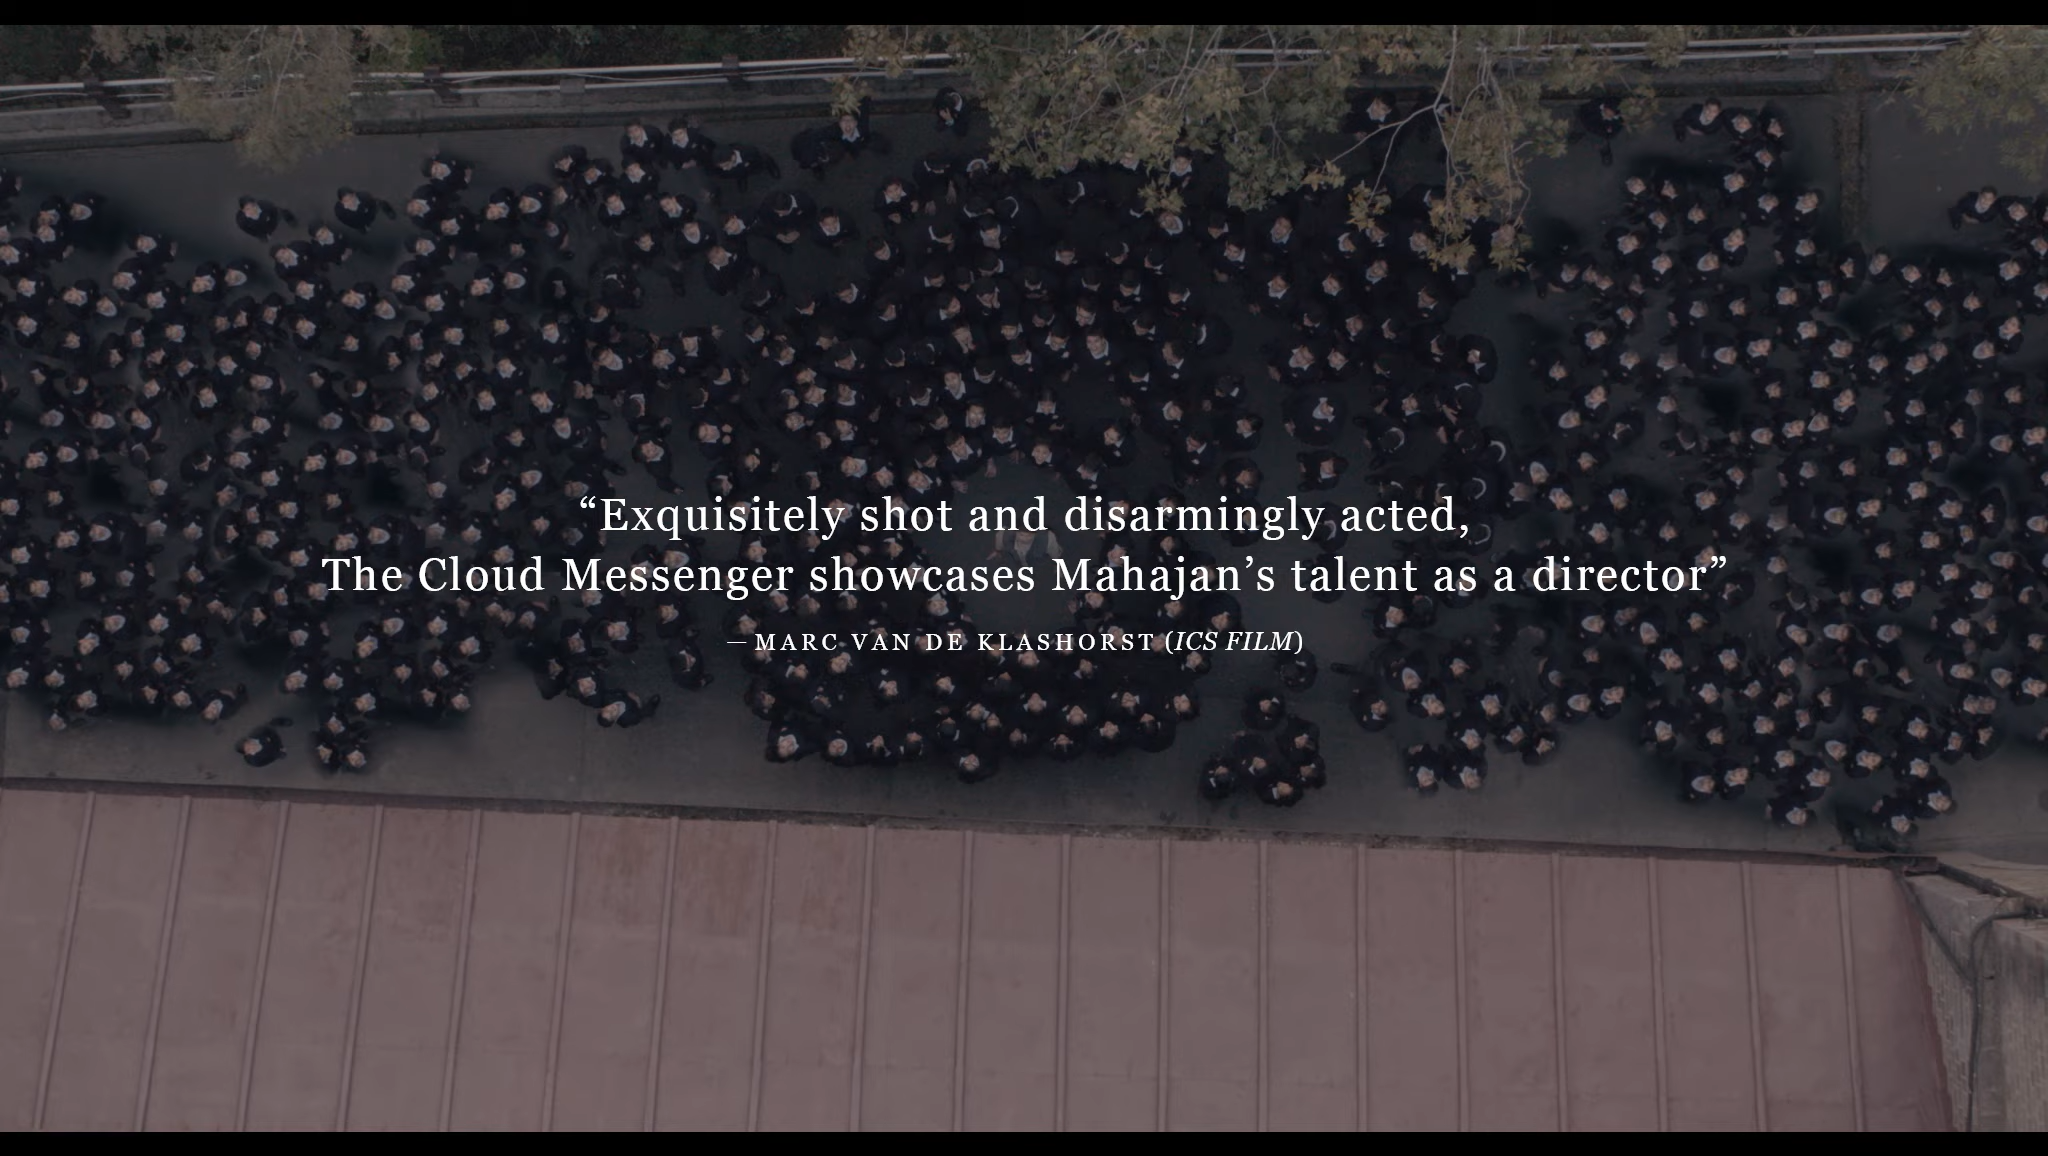 “Exquisitely shot and disarmingly acted,
The Cloud Messenger showcases Mahajan’s talent as a director”
— MARC VAN DE KLASHORST (ICS FILM)